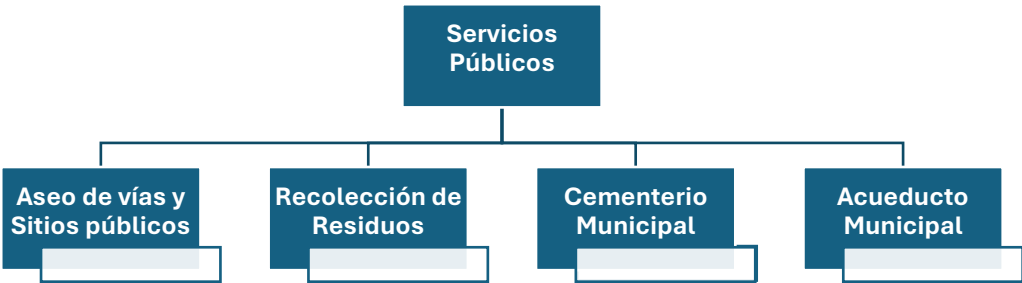 Servicios
Públicos
Aseo de vías y
Sitios públicos
Recolección de
Residuos
Cementerio
Municipal
Acueducto
Municipal